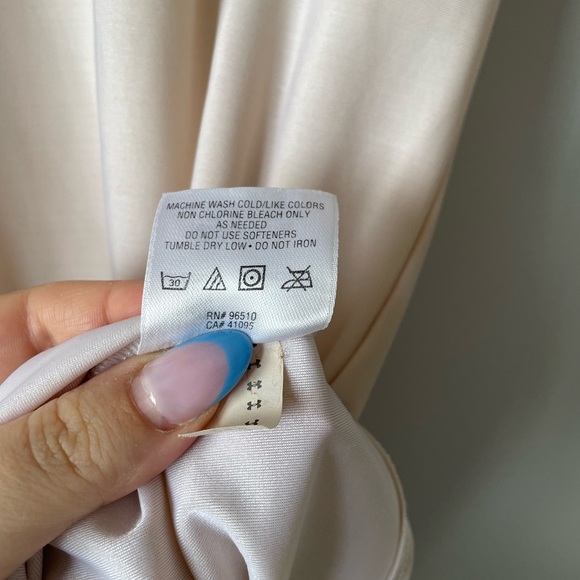 MACHINE WASH COLD/LIKE COLORS
NON CHLORINE BLEACH ONLY
AS NEEDED
DO NOT USE SOFTENERS
TUMBLE DRY LOW • DO NOT IRON
30
RN# 96510
CA# 41095